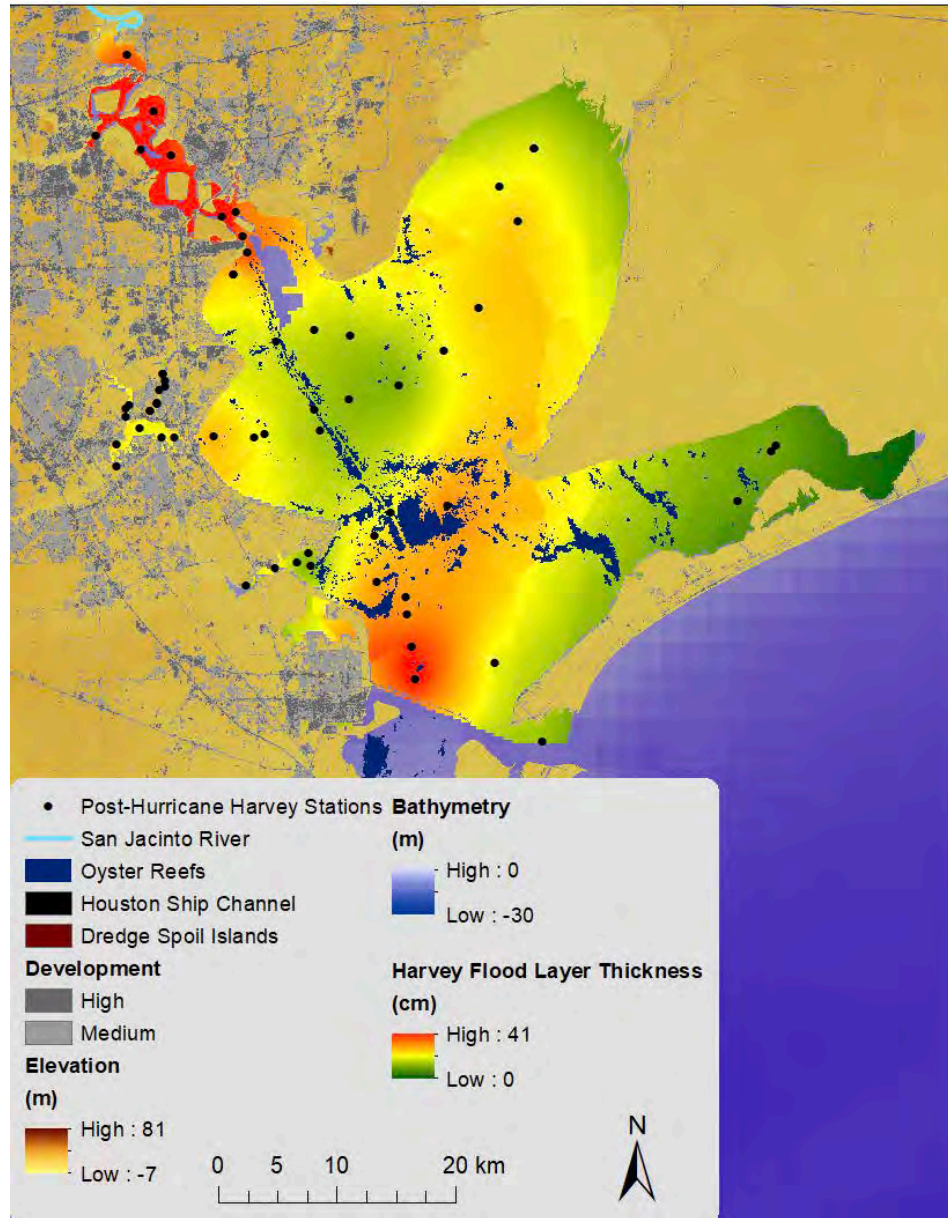 Post-Hurricane Harvey Stations
San Jacinto River
Oyster Reefs
Houston Ship Channel
Dredge Spoil Islands
Development
High
Medium
Elevation
(m)
High : 81
Low : -7
Bathymetry
(m)
High : 0
Low : -30
Harvey Flood Layer Thickness
(cm)
High : 41
Low : 0
0 5 10 20 km
N